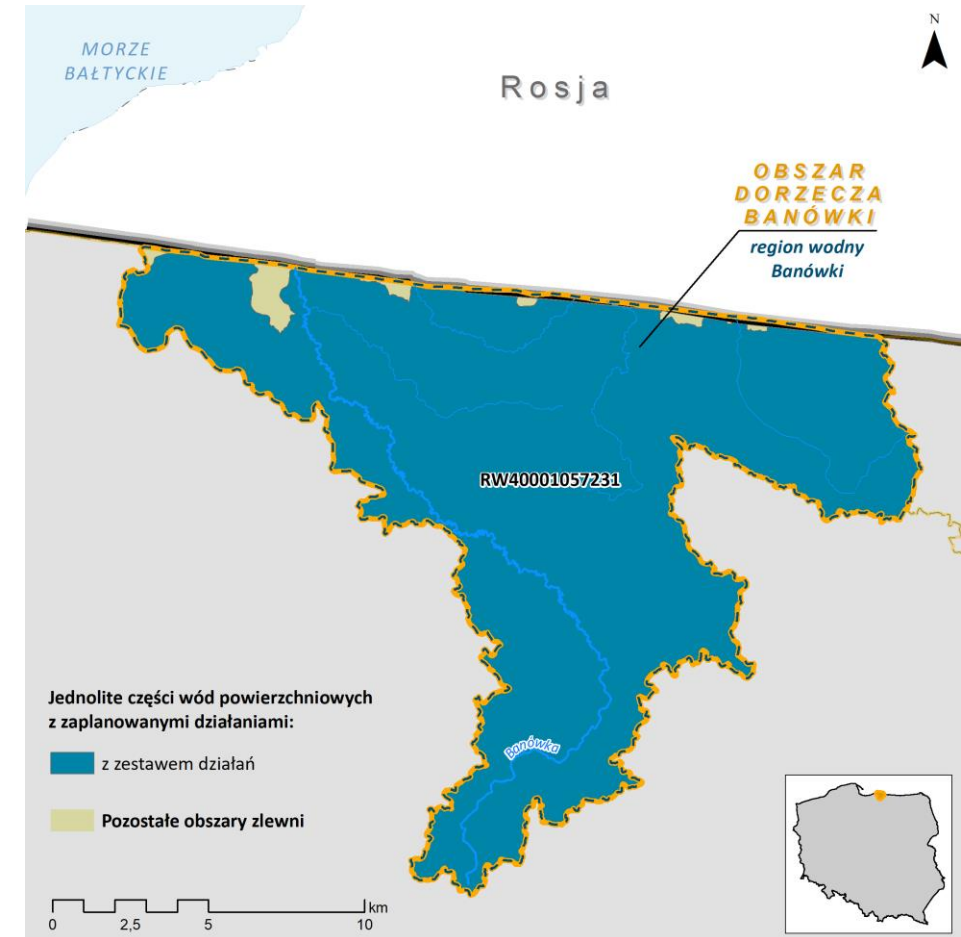 N
MORZE
BAŁTYCKIE
Rosja
OBSZAR
DORZECZA
BANÓWKI
region wodny
Banówki
RW40001057231
Banówka
Jednolite części wód powierzchniowych
z zaplanowanymi działaniami:
z zestawem działań
Pozostałe obszary zlewni
km
0 2,5 5 10